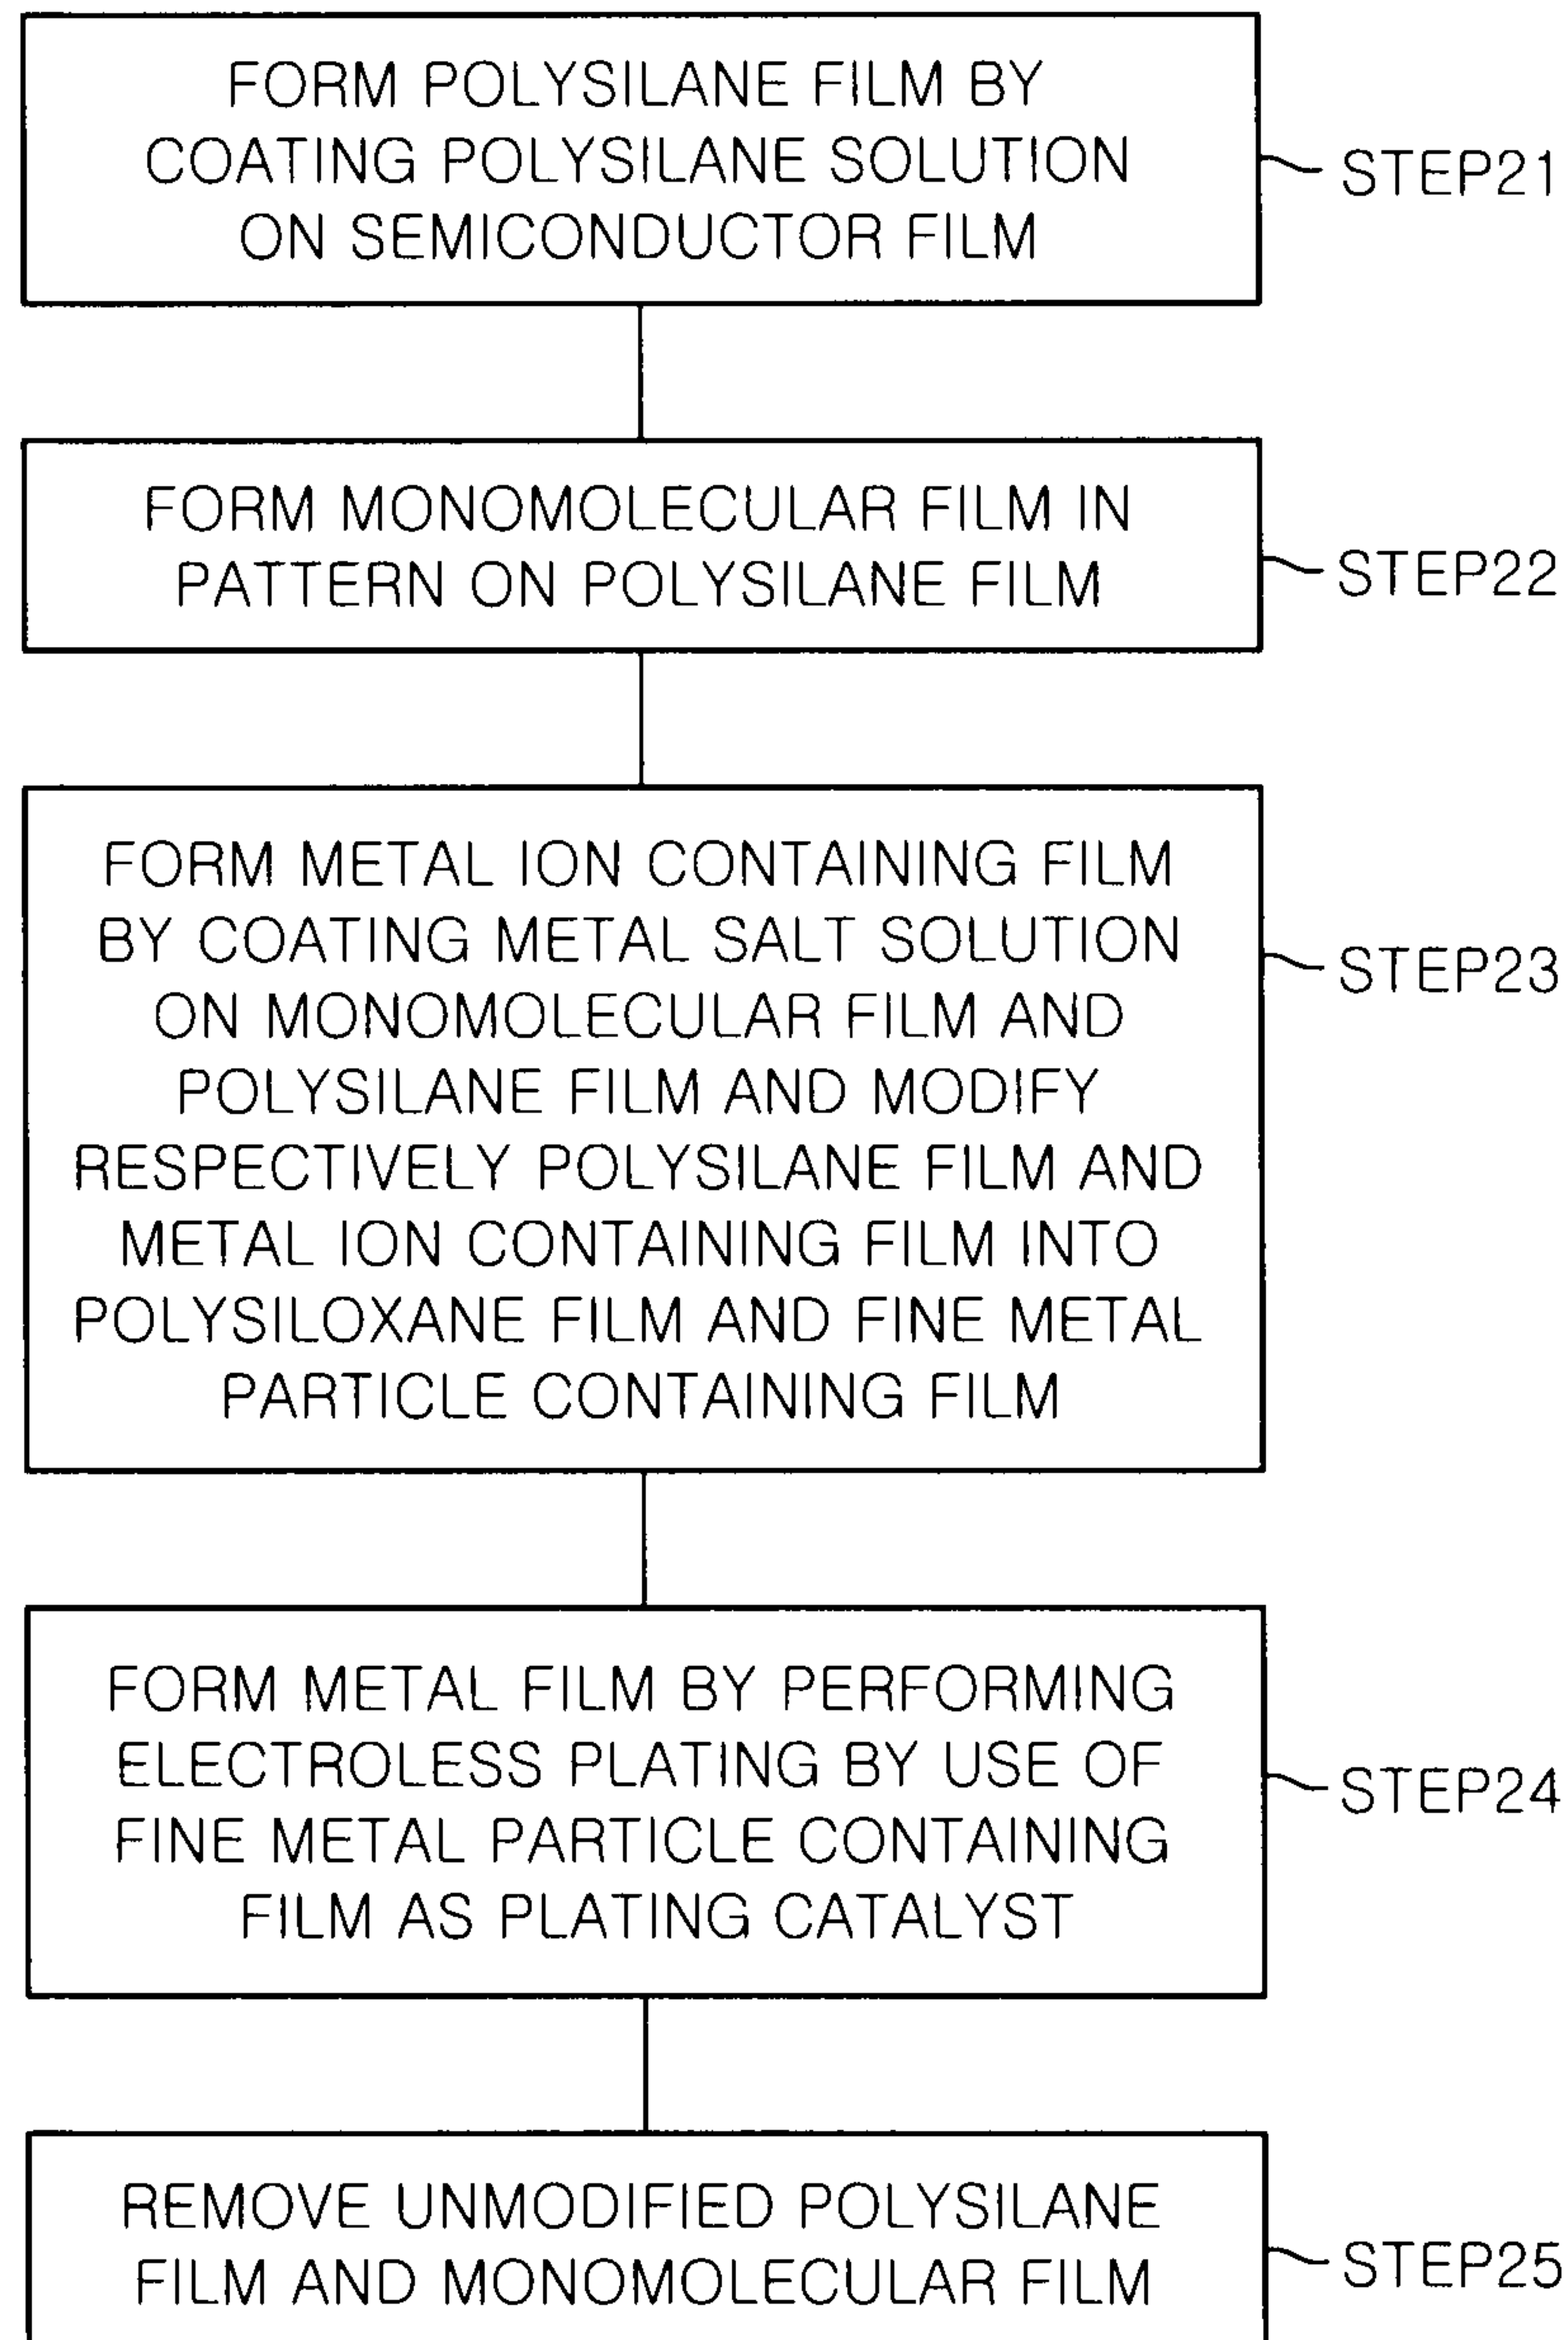 FORM POLYSILANE FILM BY
COATING POLYSILANE SOLUTION
ON SEMICONDUCTOR FILM
STEP21
FORM MONOMOLECULAR FILM IN
PATTERN ON POLYSILANE FILM
STEP22
FORM METAL ION CONTAINING FILM
BY COATING METAL SALT SOLUTION
ON MONOMOLECULAR FILM AND
POLYSILANE FILM AND MODIFY
RESPECTIVELY POLYSILANE FILM AND
METAL ION CONTAINING FILM INTO
POLYSILOXANE FILM AND FINE METAL
PARTICLE CONTAINING FILM
STEP23
FORM METAL FILM BY PERFORMING
ELECTROLESS PLATING BY USE OF
FINE METAL PARTICLE CONTAINING
FILM AS PLATING CATALYST
STEP24
REMOVE UNMODIFIED POLYSILANE
FILM AND MONOMOLECULAR FILM
STEP25